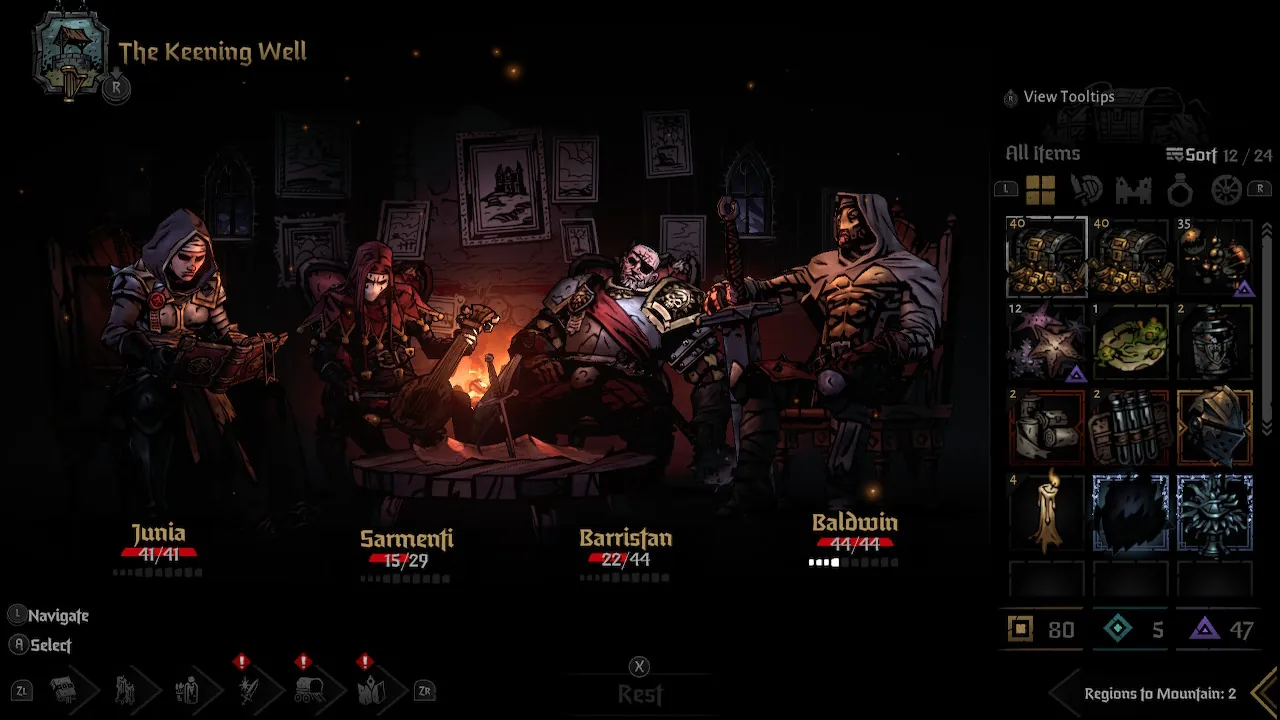 The Keening Well
R
R View Tooltips
All Items
Sort 12 / 24
L
R
40
40
35
12
1
2
2
2
4
Junia
41/41
Sarmenti
15/29
Barristan
22/44
Baldwin
44/44
L Navigate
A Select
80
5
47
ZL
! ! !
ZR
X
Rest
Regions to Mountain: 2